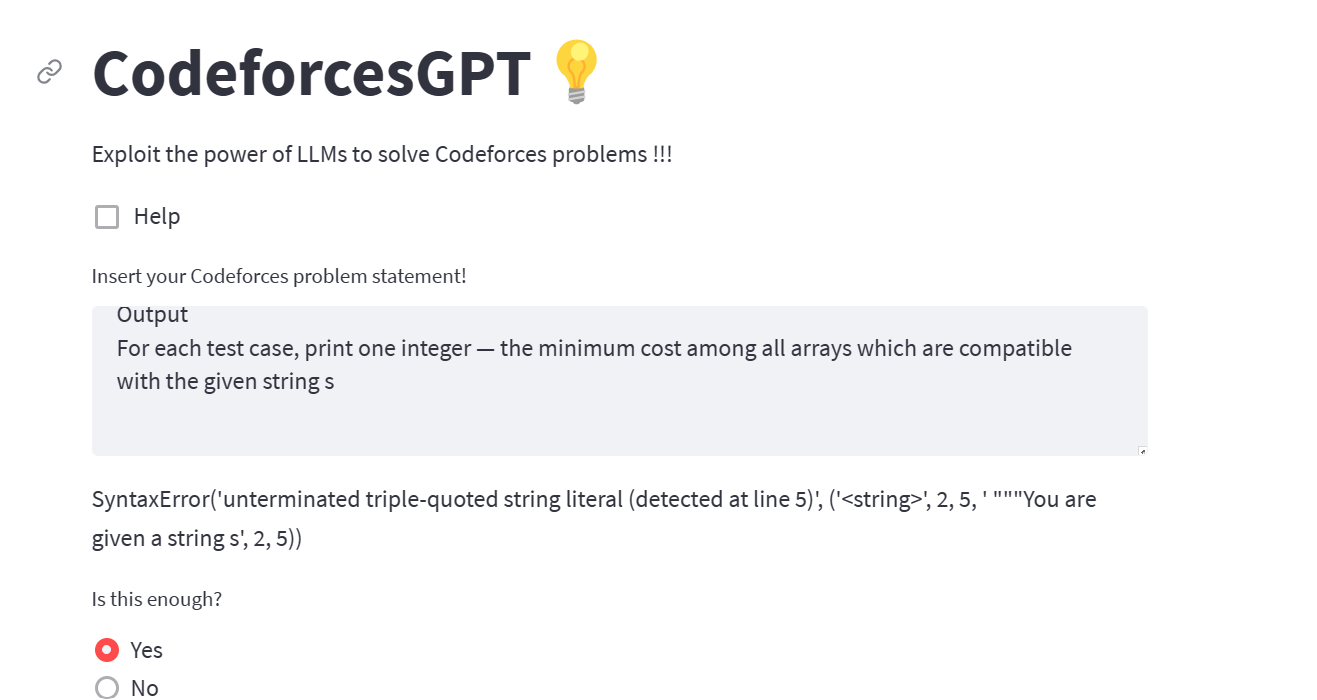 CodeforcesGPT 💡
Exploit the power of LLMs to solve Codeforces problems !!!
Help
Insert your Codeforces problem statement!
Output
For each test case, print one integer — the minimum cost among all arrays which are compatible
with the given string s
SyntaxError('unterminated triple-quoted string literal (detected at line 5)', ('<string>', 2, 5, ' """You are
given a string s', 2, 5))
Is this enough?
Yes
No